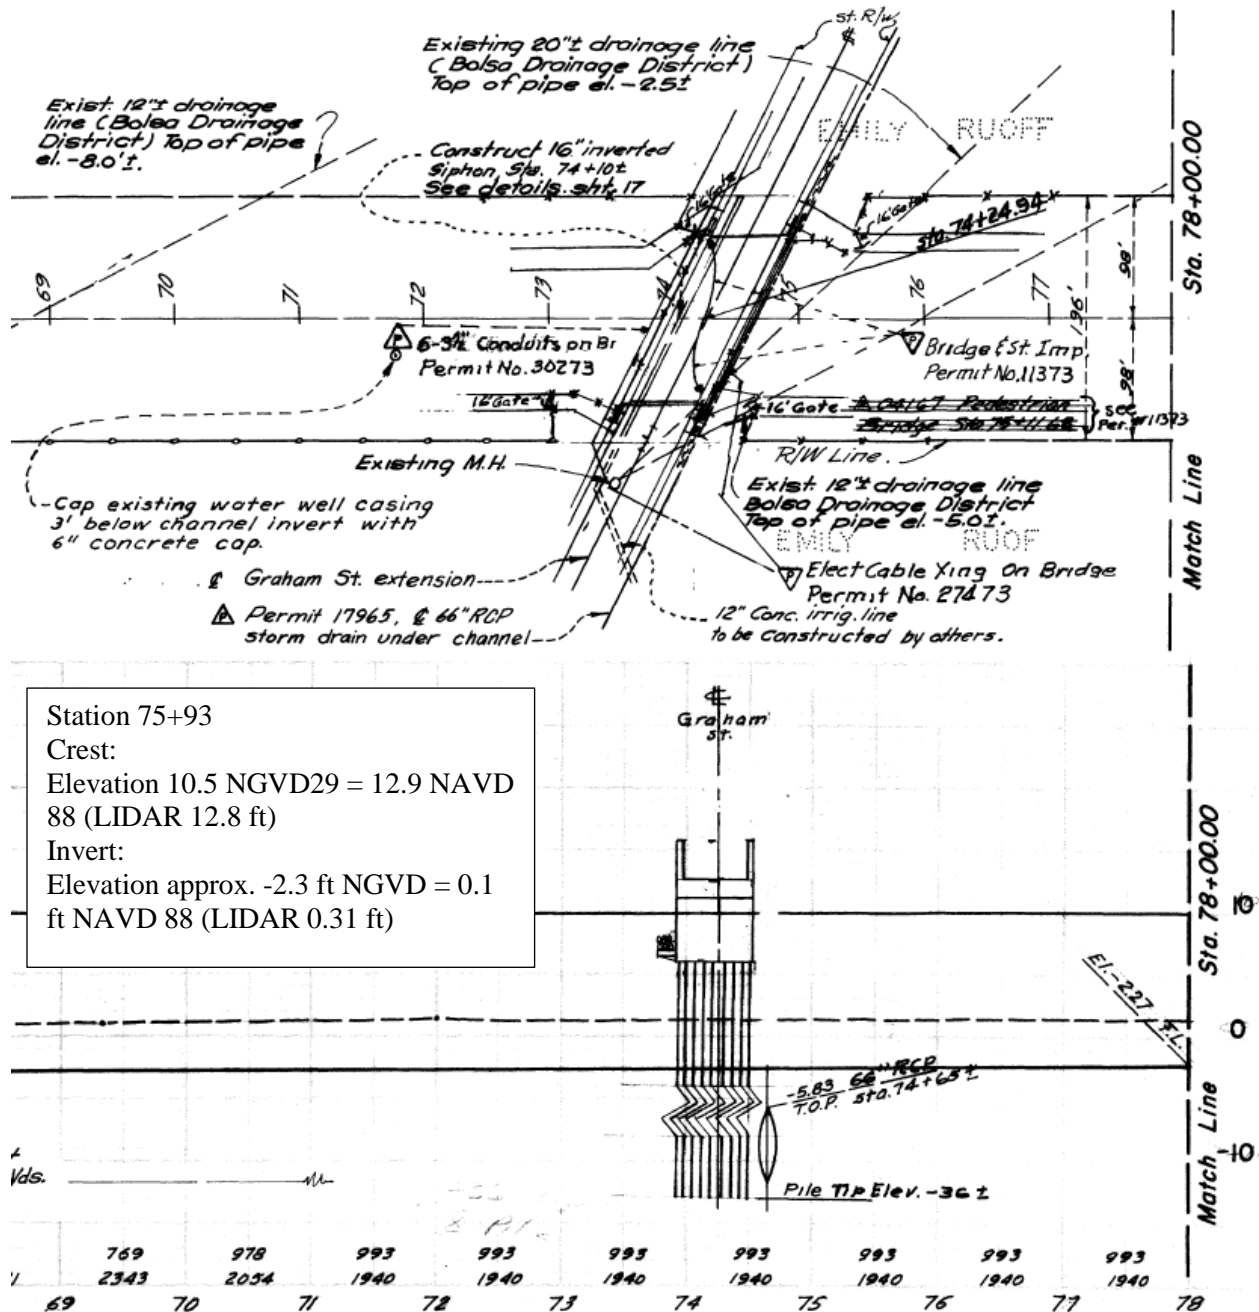 st. R/W
Existing 20"± drainage line
( Bolsa Drainage District )
Top of pipe el. -2.5±
Exist. 12"± drainage
line ( Bolsa Drainage
District ) Top of pipe
el. -8.0'±.
EMILY RUOFF
Construct 16" inverted
Siphon, Sta. 74+10±
See details. sht. 17
16' Gate
16' Gate
Sta. 74+24.94
Sta. 78+00.00
69
70
71
72
73
74
75
76
77
98'
196'
98'
Conduits on Br
Permit No. 30273
Bridge & St. Imp.
Permit No. 11373
16' Gate
16' Gate
04167 Pedestrian
Bridge Sta 75+11.68
see
Per. #11373
R/W Line.
Existing M.H.
Cap existing water well casing
3' below channel invert with
6" concrete cap.
Exist. 12"± drainage line
Bolsa Drainage District
Top of pipe el. -5.0±.
EMILY RUOF
Match Line
℄ Graham St. extension
Elect Cable Xing On Bridge
Permit No. 27473
Permit 17965, ℄ 66" RCP
storm drain under channel
12" Conc. irrig. line
to be constructed by others.
Station 75+93
Crest:
Elevation 10.5 NGVD29 = 12.9 NAVD
88 (LIDAR 12.8 ft)
Invert:
Elevation approx. -2.3 ft NGVD = 0.1
ft NAVD 88 (LIDAR 0.31 ft)
℄
Graham
St.
Sta. 78+00.00
10
El. -2.27 F.L.
0
-5.83 66" RCP
T.O.P. Sta. 74+65±
Match Line
-10
Yds.
Pile Tip Elev. -36±
769 978 993 993 993 993 993 993 993
2343 2054 1940 1940 1940 1940 1940 1940 1940
69 70 71 72 73 74 75 76 77 78